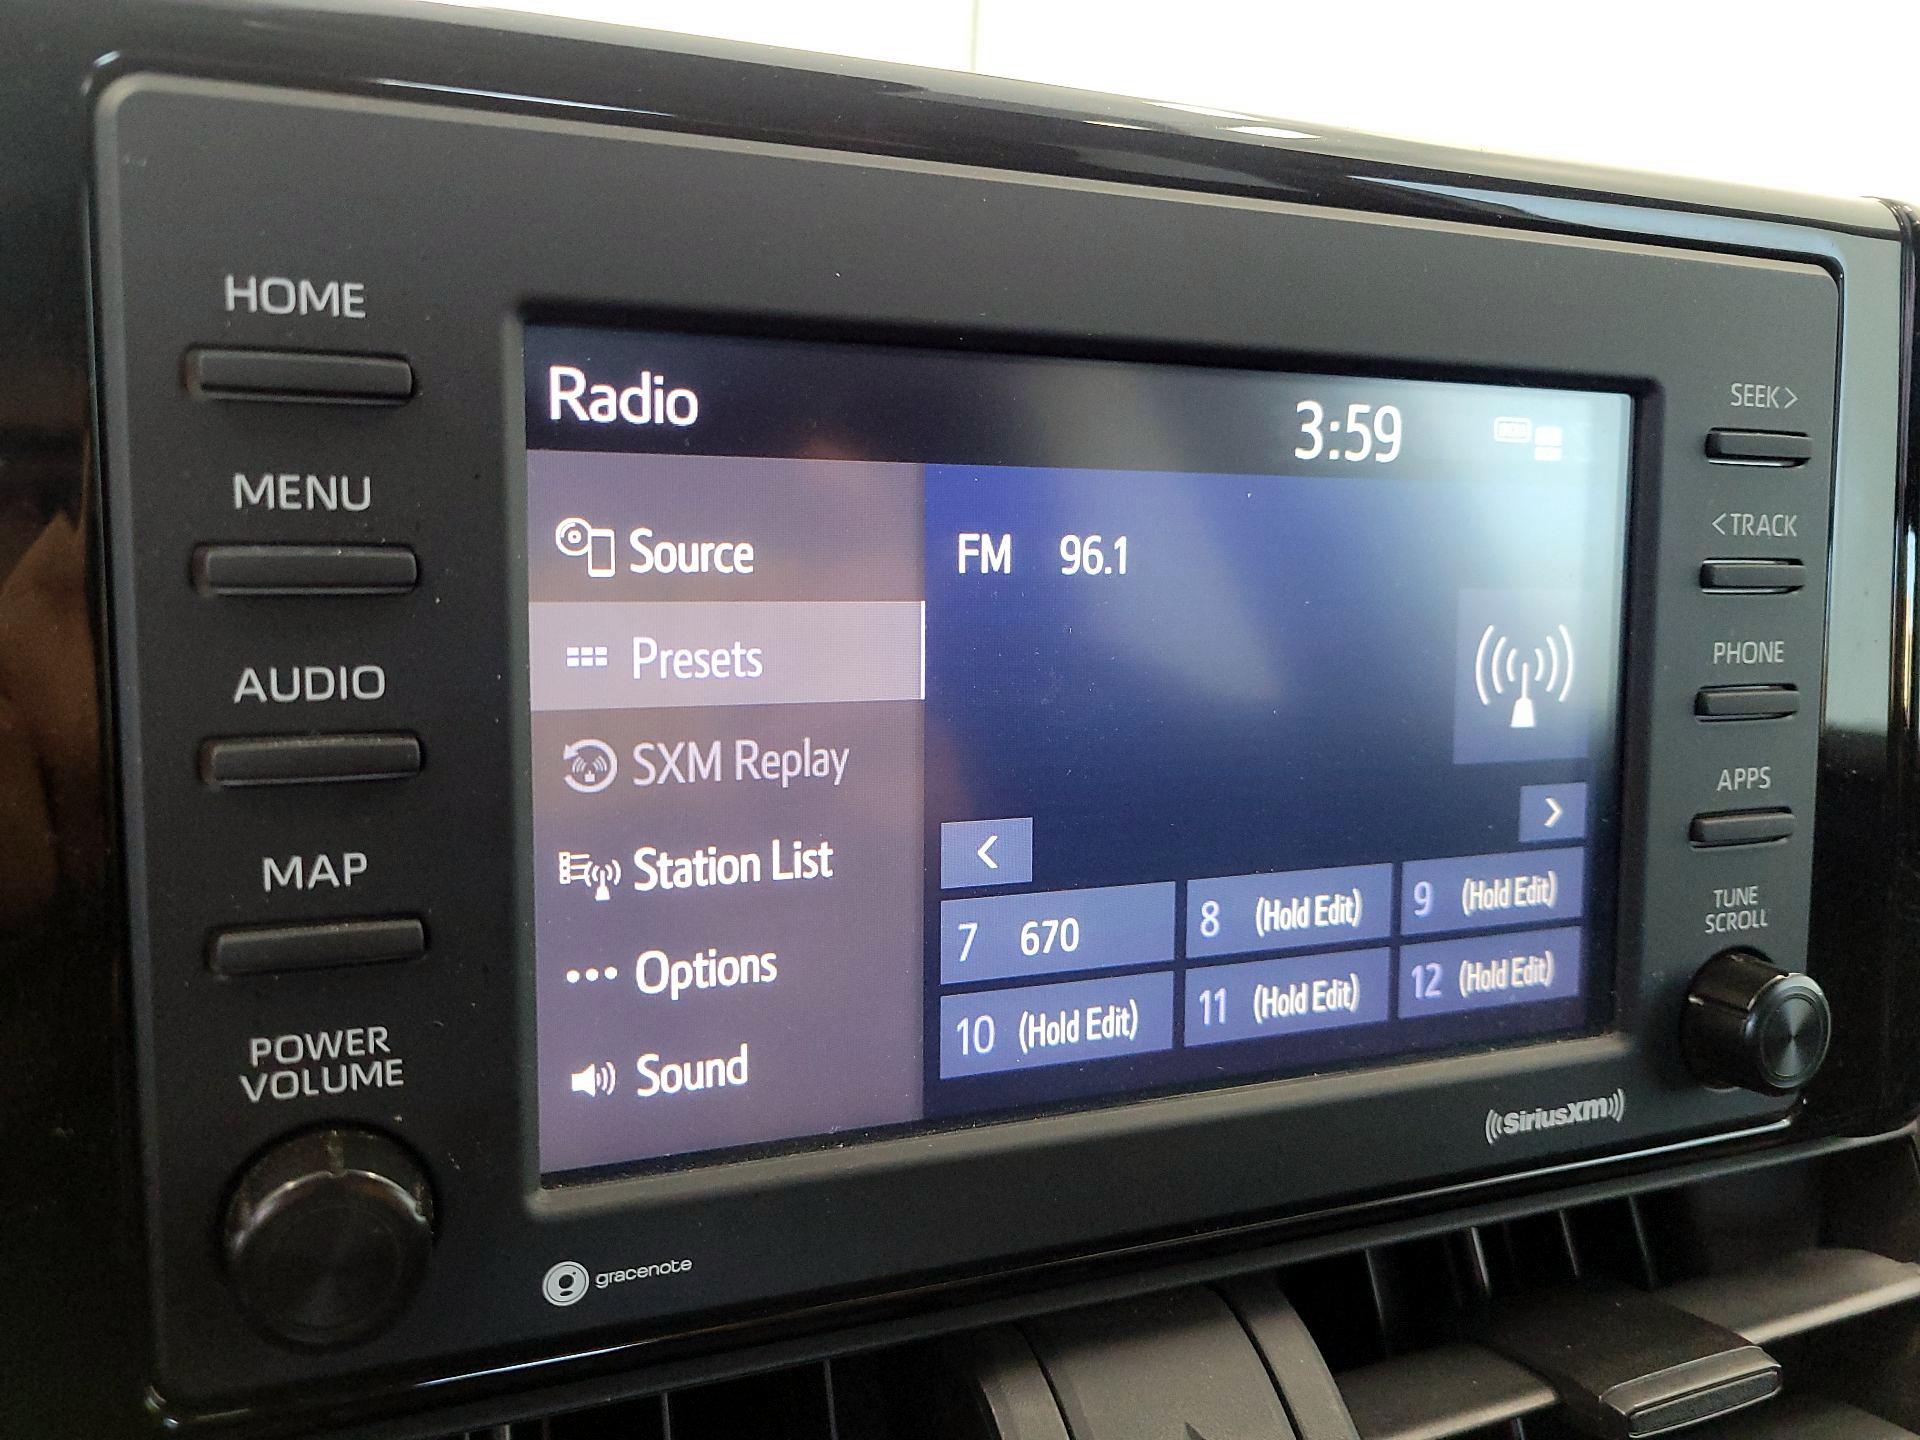 HOME
MENU
AUDIO
MAP
POWER
VOLUME
Radio
3:59
Source
Presets
SXM Replay
Station List
Options
Sound
FM 96.1
<
>
7 670
8 (Hold Edit)
9 (Hold Edit)
10 (Hold Edit)
11 (Hold Edit)
12 (Hold Edit)
SEEK>
<TRACK
PHONE
APPS
TUNE
SCROLL
gracenote
SiriusXM